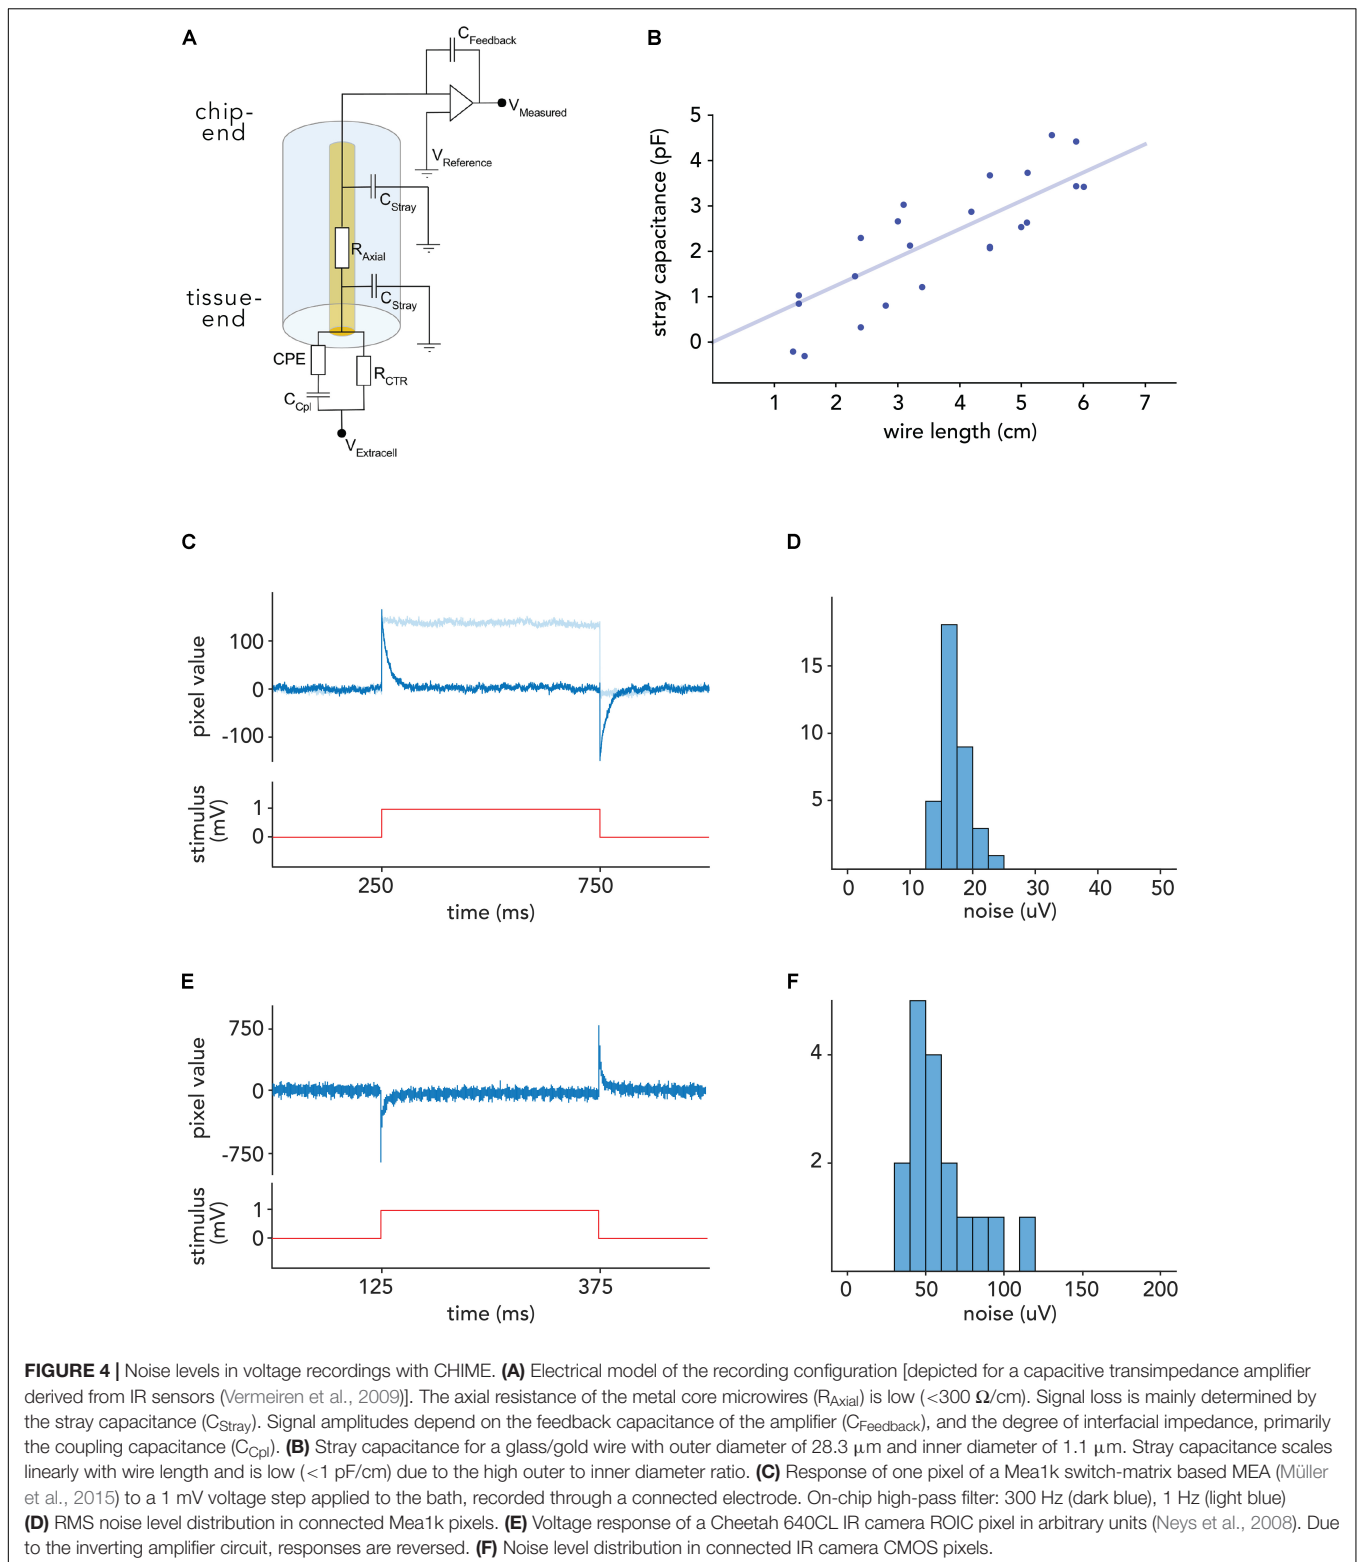 A
chip-
end
tissue-
end
C_Feedback
V_Measured
V_Reference
C_Stray
R_Axial
C_Stray
CPE
R_CTR
C_Cpl
V_Extracell
B
stray capacitance (pF)
5
4
3
2
1
0
1 2 3 4 5 6 7
wire length (cm)
C
pixel value
100
0
-100
stimulus
(mV)
1
0
250 750
time (ms)
D
15
10
5
0 10 20 30 40 50
noise (uV)
E
pixel value
750
0
-750
stimulus
(mV)
1
0
125 375
time (ms)
F
4
2
0 50 100 150 200
noise (uV)
FIGURE 4 | Noise levels in voltage recordings with CHIME. (A) Electrical model of the recording configuration [depicted for a capacitive transimpedance amplifier
derived from IR sensors (Vermeiren et al., 2009)]. The axial resistance of the metal core microwires (R_Axial) is low (<300 Ω/cm). Signal loss is mainly determined by
the stray capacitance (C_Stray). Signal amplitudes depend on the feedback capacitance of the amplifier (C_Feedback), and the degree of interfacial impedance, primarily
the coupling capacitance (C_Cpl). (B) Stray capacitance for a glass/gold wire with outer diameter of 28.3 μm and inner diameter of 1.1 μm. Stray capacitance scales
linearly with wire length and is low (<1 pF/cm) due to the high outer to inner diameter ratio. (C) Response of one pixel of a Mea1k switch-matrix based MEA (Müller
et al., 2015) to a 1 mV voltage step applied to the bath, recorded through a connected electrode. On-chip high-pass filter: 300 Hz (dark blue), 1 Hz (light blue)
(D) RMS noise level distribution in connected Mea1k pixels. (E) Voltage response of a Cheetah 640CL IR camera ROIC pixel in arbitrary units (Neys et al., 2008). Due
to the inverting amplifier circuit, responses are reversed. (F) Noise level distribution in connected IR camera CMOS pixels.